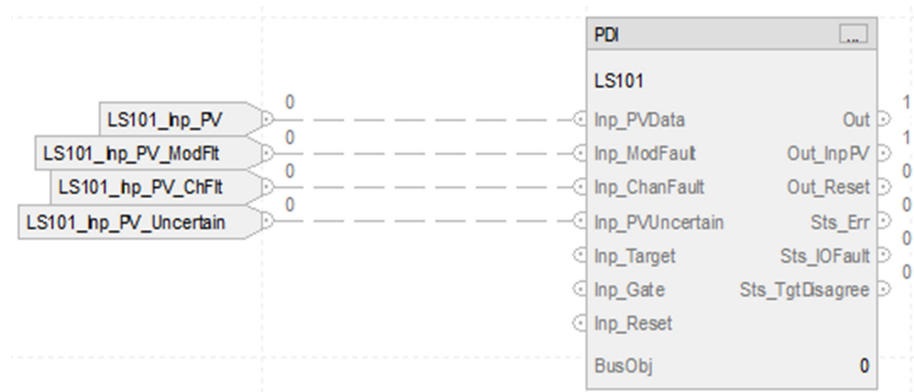 PDI ...
LS101
LS101_Inp_PV 0 Inp_PVData Out 1
LS101_Inp_PV_ModFlt 0 Inp_ModFault Out_InpPV 1
LS101_Inp_PV_ChFlt 0 Inp_ChanFault Out_Reset 0
LS101_Inp_PV_Uncertain 0 Inp_PVUncertain Sts_Err 0
Inp_Target Sts_IOFault 0
Inp_Gate Sts_TgtDisagree 0
Inp_Reset
BusObj 0